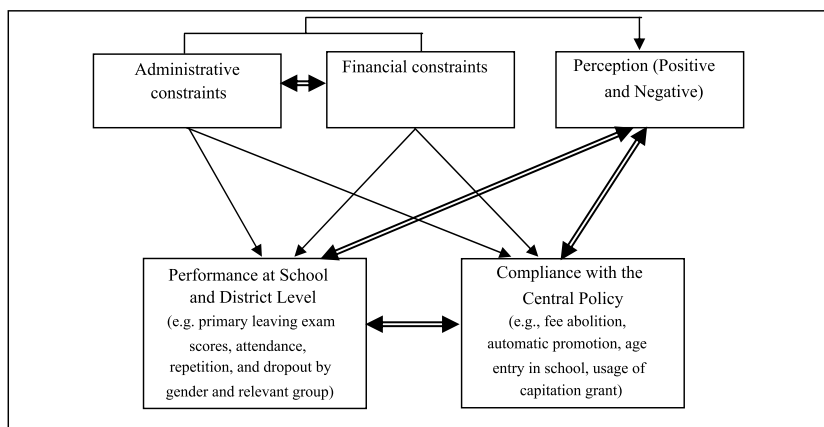 Administrative
constraints
Financial constraints
Perception (Positive
and Negative)
Performance at School
and District Level
(e.g. primary leaving exam
scores, attendance,
repetition, and dropout by
gender and relevant group)
Compliance with the
Central Policy
(e.g., fee abolition,
automatic promotion, age
entry in school, usage of
capitation grant)